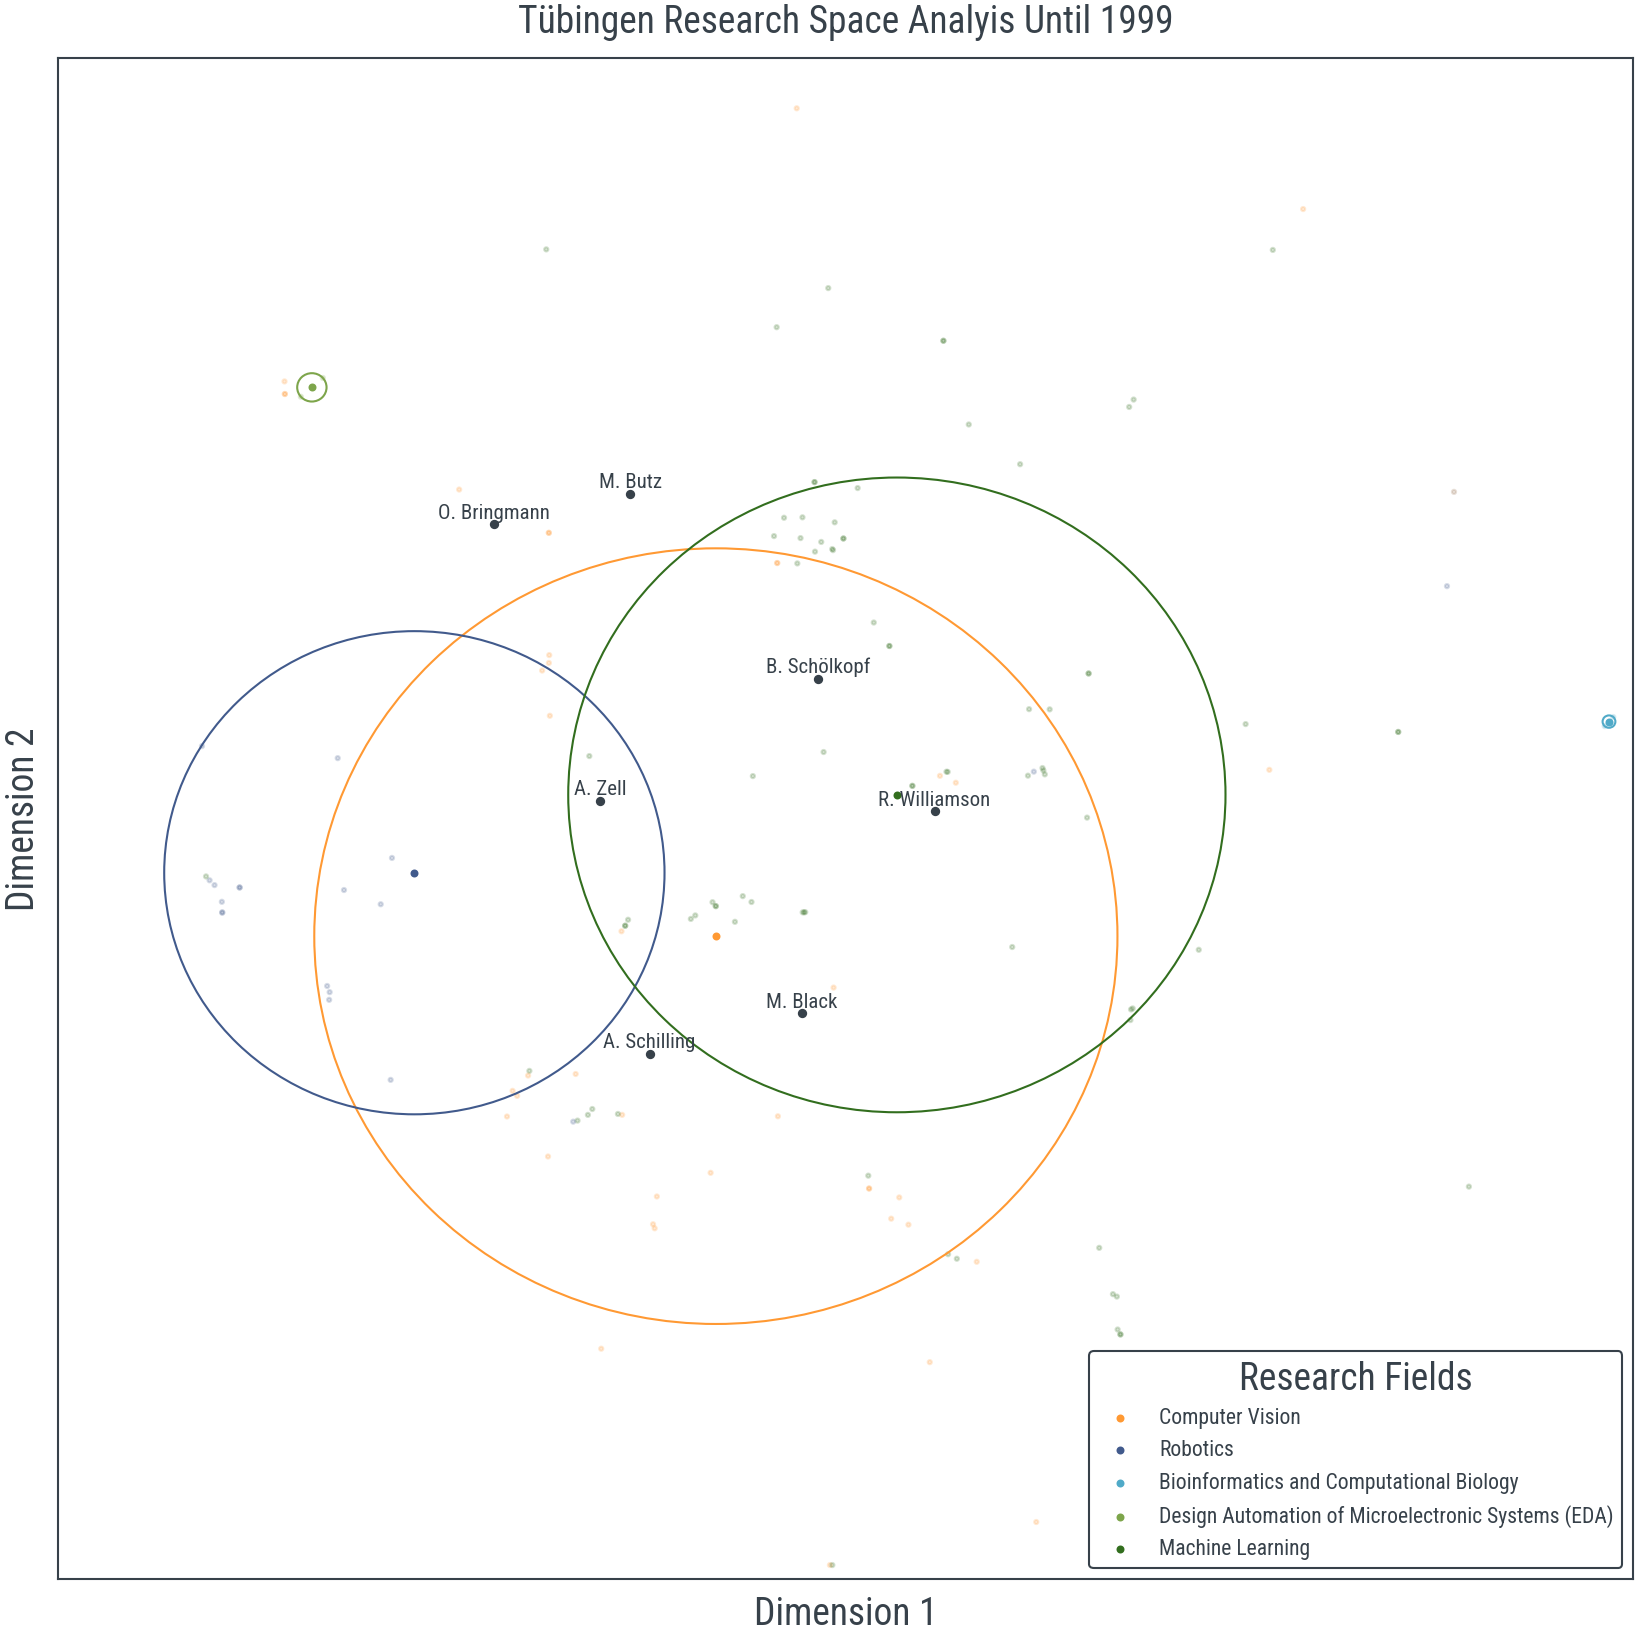 Tübingen Research Space Analyis Until 1999
M. Butz
O. Bringmann
B. Schölkopf
A. Zell
R. Williamson
M. Black
A. Schilling
Dimension 2
Research Fields
Computer Vision
Robotics
Bioinformatics and Computational Biology
Design Automation of Microelectronic Systems (EDA)
Machine Learning
Dimension 1